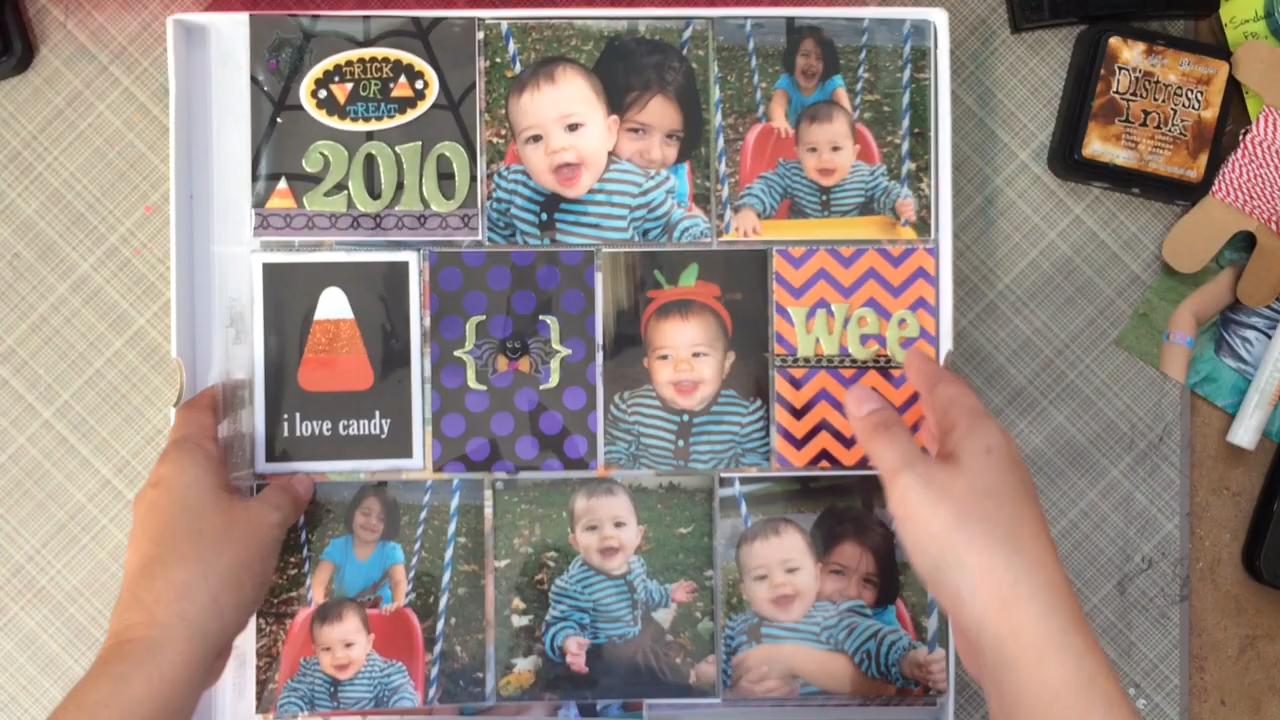 TRICK
OR
TREAT
2010
i love candy
{ }
wee
Distress
Ink